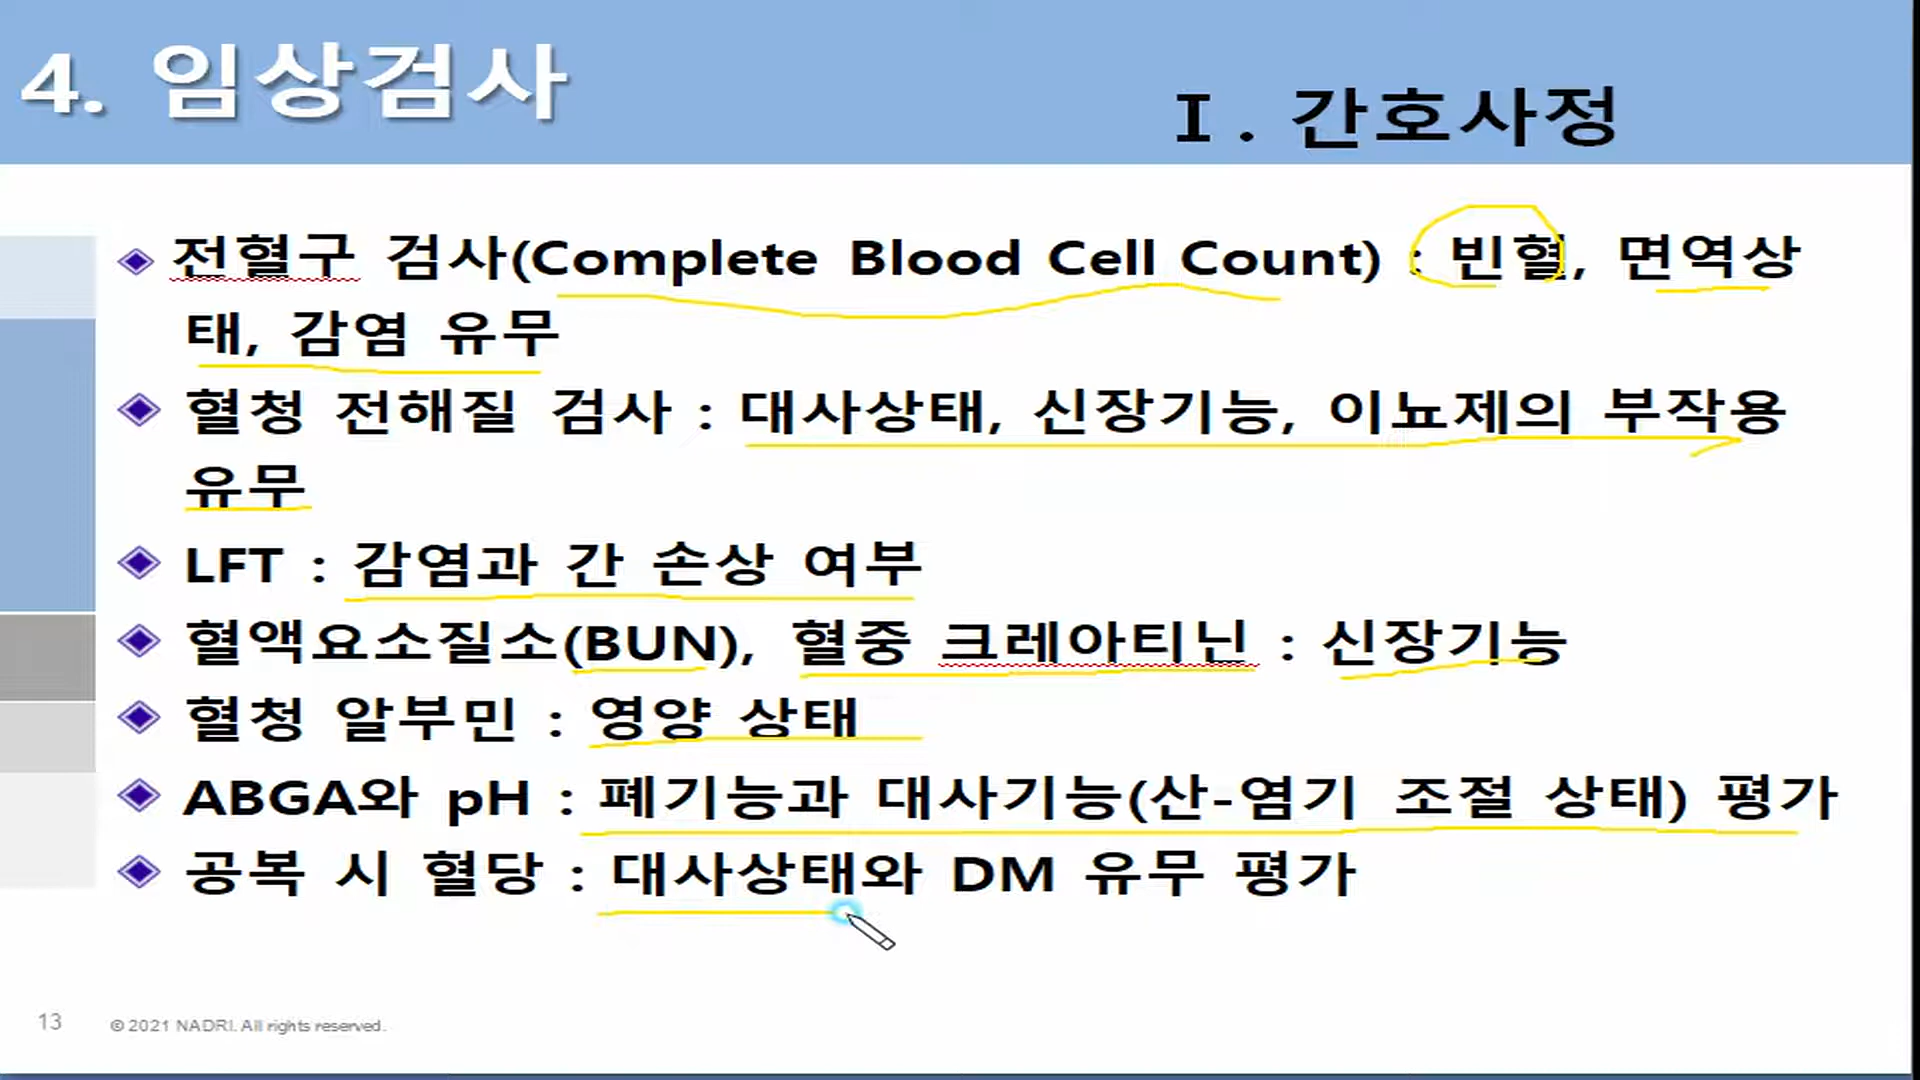 4. 임상검사
Ⅰ. 간호사정
전혈구 검사(Complete Blood Cell Count) : 빈혈, 면역상
태, 감염 유무
혈청 전해질 검사 : 대사상태, 신장기능, 이뇨제의 부작용
유무
LFT : 감염과 간 손상 여부
혈액요소질소(BUN), 혈중 크레아티닌 : 신장기능
혈청 알부민 : 영양 상태
ABGA와 pH : 폐기능과 대사기능(산-염기 조절 상태) 평가
공복 시 혈당 : 대사상태와 DM 유무 평가
13
© 2021 NADRI. All rights reserved.